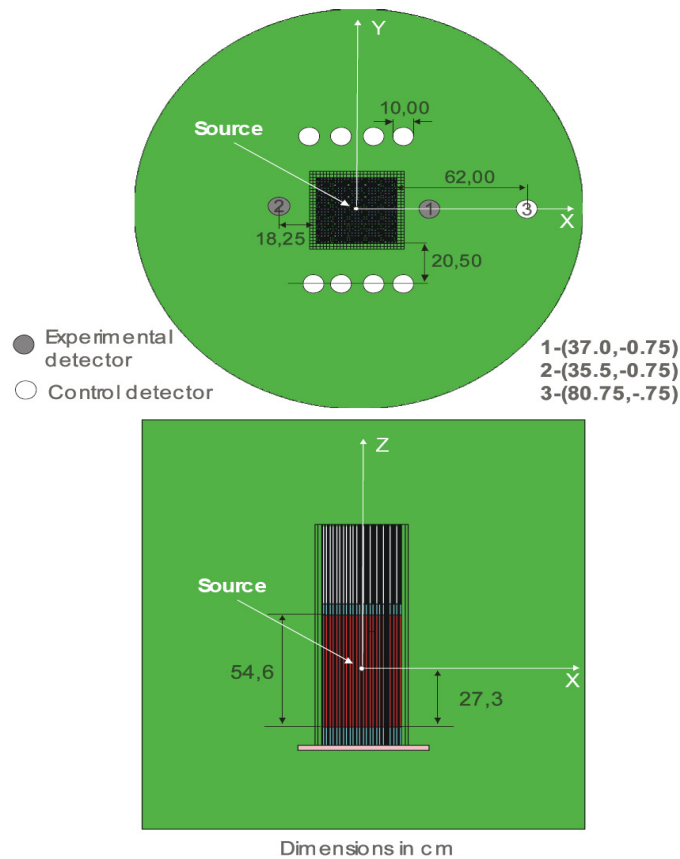 Y
10,00
Source
62,00
2
1
3
X
18,25
20,50
Experimental
detector
Control detector
1-(37.0,-0.75)
2-(35.5,-0.75)
3-(80.75,-.75)
Z
Source
54,6
X
27,3
Dimensions in cm